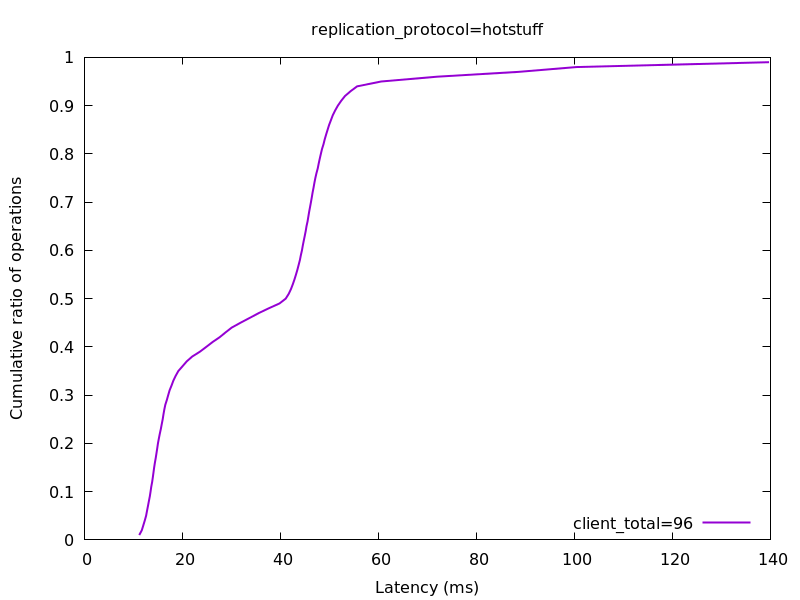 replication_protocol=hotstuff
1
0.9
0.8
0.7
0.6
0.5
0.4
0.3
0.2
0.1
0
Cumulative ratio of operations
client_total=96
0 20 40 60 80 100 120 140
Latency (ms)